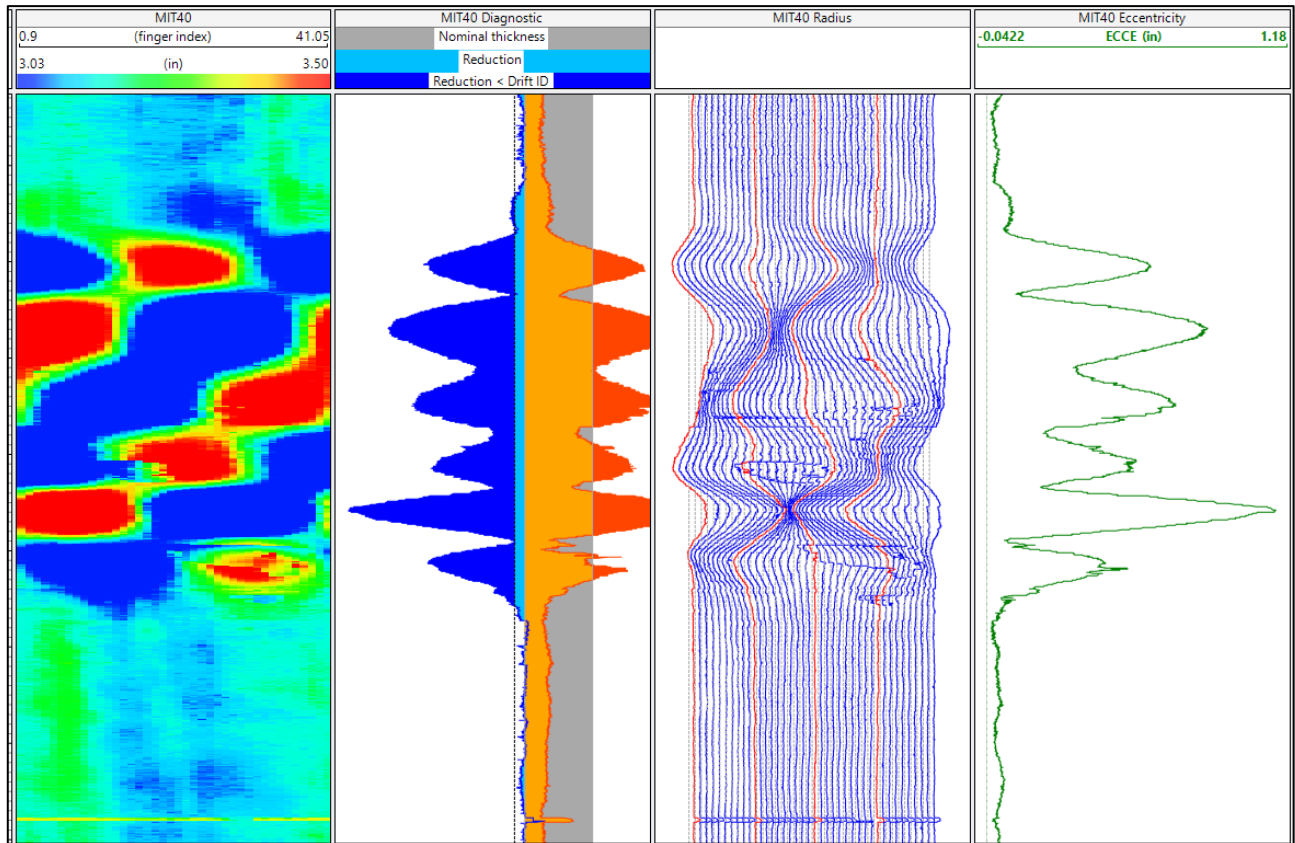 MIT40
0.9 (finger index) 41.05
3.03 (in) 3.50
MIT40 Diagnostic
Nominal thickness
Reduction
Reduction < Drift ID
MIT40 Radius
MIT40 Eccentricity
-0.0422 ECCE (in) 1.18